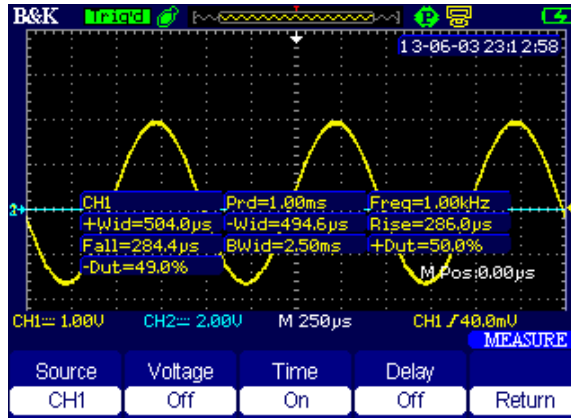 B&K Trig'd P
13-06-03 23:12:58
CH1 Prd=1.00ms Freq=1.00kHz
+Wid=504.0μs -Wid=494.6μs Rise=286.0μs
Fall=284.4μs BWid=2.50ms +Dut=50.0%
-Dut=49.0%
M Pos:0.00μs
CH1 1.00V CH2 2.00V M 250μs CH1 40.0mV
MEASURE
Source Voltage Time Delay
CH1 Off On Off Return